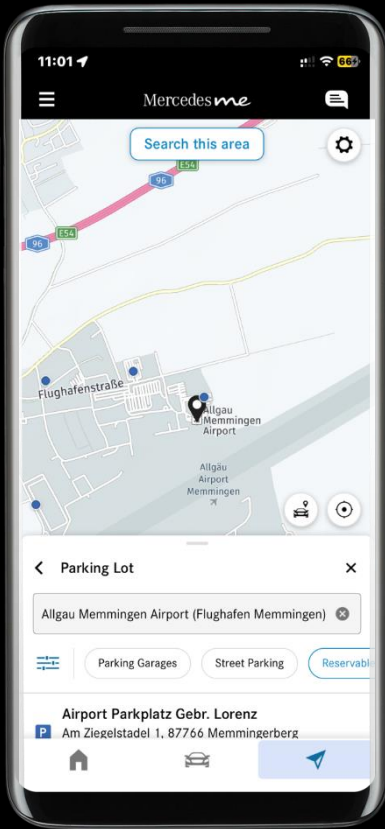 11:01
66
Mercedes me
Search this area
E54
96
96
E54
Flughafenstraße
Allgau
Memmingen
Airport
Allgäu
Airport
Memmingen
Parking Lot
Allgau Memmingen Airport (Flughafen Memmingen)
Parking Garages
Street Parking
Reservabl
Airport Parkplatz Gebr. Lorenz
P
Am Ziegelstadel 1, 87766 Memmingerberg